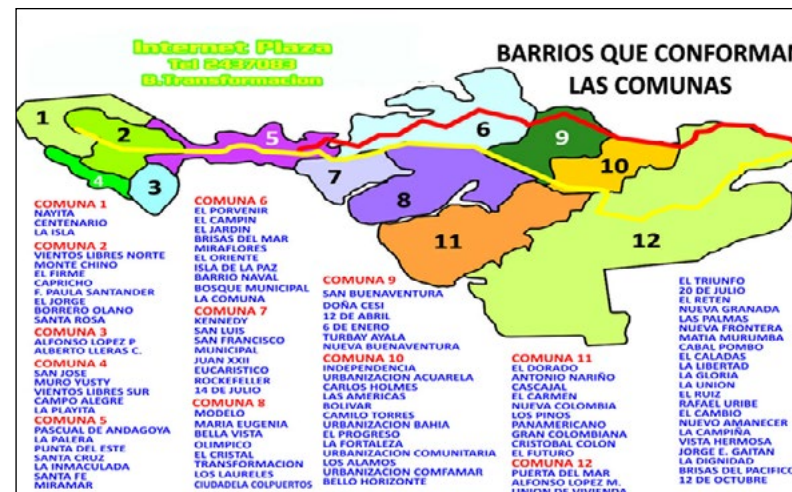 Internet Plaza
Tel 2437083
B.Transformacion
BARRIOS QUE CONFORMAN
LAS COMUNAS
1
2
3
4
5
6
7
8
9
10
11
12
COMUNA 1
NAYITA
CENTENARIO
LA ISLA
COMUNA 2
VIENTOS LIBRES NORTE
MONTE CHINO
EL FIRME
CAPRICHO
F. PAULA SANTANDER
EL JORGE
BORRERO OLANO
SANTA ROSA
COMUNA 3
ALFONSO LOPEZ P
ALBERTO LLERAS C.
COMUNA 4
SAN JOSE
MURO YUSTY
VIENTOS LIBRES SUR
CAMPO ALEGRE
LA PLAYITA
COMUNA 5
PASCUAL DE ANDAGOYA
LA PALERA
PUNTA DEL ESTE
SANTA CRUZ
LA INMACULADA
SANTA FE
MIRAMAR
COMUNA 6
EL PORVENIR
EL CAMPIN
EL JARDIN
BRISAS DEL MAR
MIRAFLORES
EL ORIENTE
ISLA DE LA PAZ
BARRIO NAVAL
BOSQUE MUNICIPAL
LA COMUNA
COMUNA 7
KENNEDY
SAN LUIS
SAN FRANCISCO
MUNICIPAL
JUAN XXII
EUCARISTICO
ROCKEFELLER
14 DE JULIO
COMUNA 8
MODELO
MARIA EUGENIA
BELLA VISTA
OLIMPICO
EL CRISTAL
TRANSFORMACION
LOS LAURELES
CIUDADELA COLPUERTOS
COMUNA 9
SAN BUENAVENTURA
DOÑA CESI
12 DE ABRIL
6 DE ENERO
TURBAY AYALA
NUEVA BUENAVENTURA
COMUNA 10
INDEPENDENCIA
URBANIZACION ACUARELA
CARLOS HOLMES
LAS AMERICAS
BOLIVAR
CAMILO TORRES
URBANIZACION BAHIA
EL PROGRESO
LA FORTALEZA
URBANIZACION COMUNITARIA
LOS ALAMOS
URBANIZACION COMFAMAR
BELLO HORIZONTE
COMUNA 11
EL DORADO
ANTONIO NARIÑO
CASCAJAL
EL CARMEN
NUEVA COLOMBIA
LOS PINOS
PANAMERICANO
GRAN COLOMBIANA
CRISTOBAL COLON
EL FUTURO
COMUNA 12
PUERTA DEL MAR
ALFONSO LOPEZ M.
UNION DE VIVIENDA
EL TRIUNFO
20 DE JULIO
EL RETEN
NUEVA GRANADA
LAS PALMAS
NUEVA FRONTERA
MATIA MURUMBA
CABAL POMBO
EL CALADAS
LA LIBERTAD
LA GLORIA
LA UNION
EL RUIZ
RAFAEL URIBE
EL CAMBIO
NUEVO AMANECER
LA CAMPIÑA
VISTA HERMOSA
JORGE E. GAITAN
LA DIGNIDAD
BRISAS DEL PACIFICO
12 DE OCTUBRE